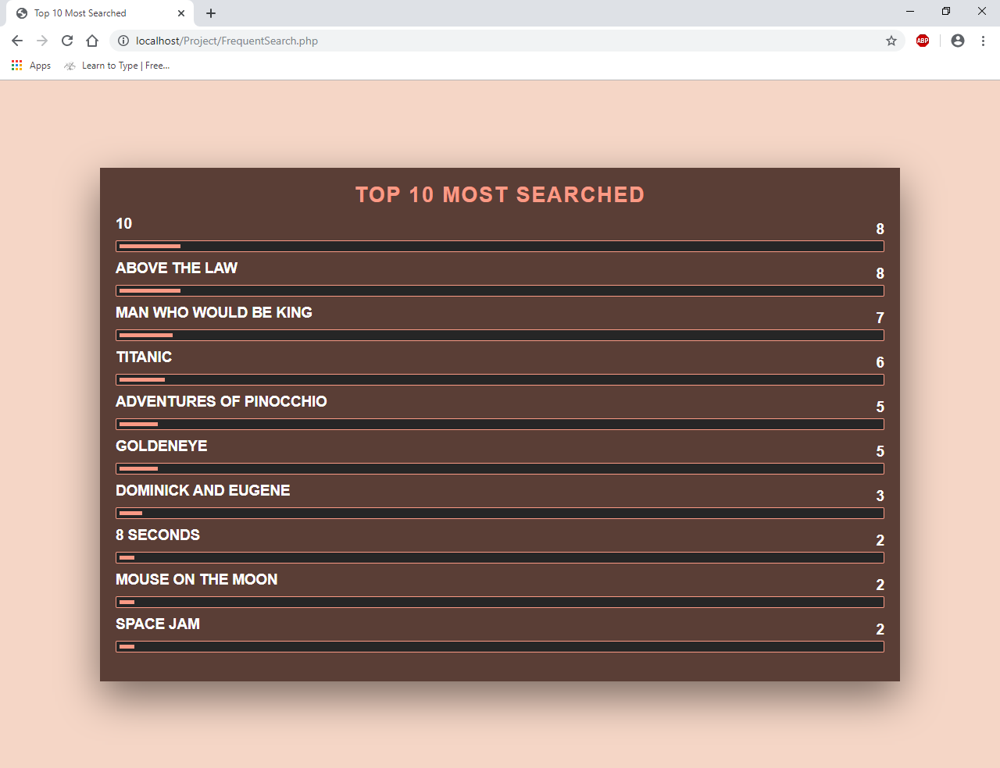 Top 10 Most Searched
localhost/Project/FrequentSearch.php
ABP
Apps Learn to Type | Free...
TOP 10 MOST SEARCHED
10 8
ABOVE THE LAW 8
MAN WHO WOULD BE KING 7
TITANIC 6
ADVENTURES OF PINOCCHIO 5
GOLDENEYE 5
DOMINICK AND EUGENE 3
8 SECONDS 2
MOUSE ON THE MOON 2
SPACE JAM 2